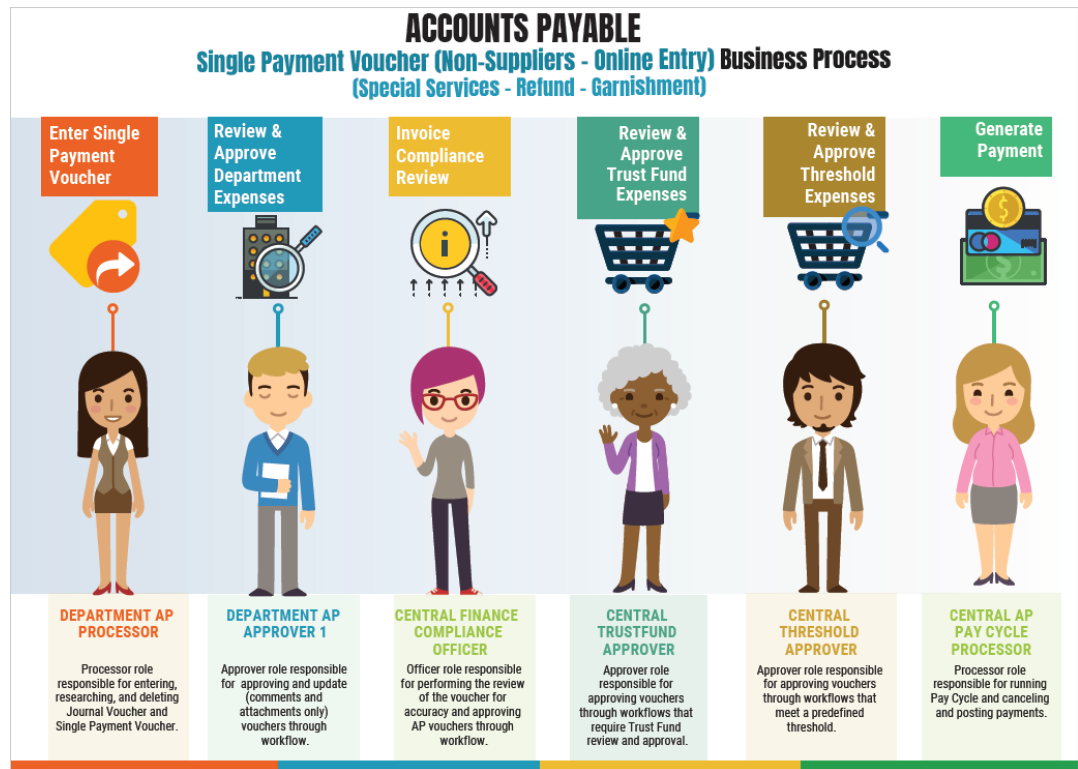 ACCOUNTS PAYABLE
Single Payment Voucher (Non-Suppliers - Online Entry) Business Process
(Special Services - Refund - Garnishment)
Enter Single
Payment
Voucher
Review &
Approve
Department
Expenses
Invoice
Compliance
Review
Review &
Approve
Trust Fund
Expenses
Review &
Approve
Threshold
Expenses
Generate
Payment
i
$
$
DEPARTMENT AP
PROCESSOR
Processor role
responsible for entering,
researching, and deleting
Journal Voucher and
Single Payment Voucher.
DEPARTMENT AP
APPROVER 1
Approver role responsible
for approving and update
(comments and
attachments only)
vouchers through
workflow.
CENTRAL FINANCE
COMPLIANCE
OFFICER
Officer role responsible
for performing the review
of the voucher for
accuracy and approving
AP vouchers through
workflow.
CENTRAL
TRUSTFUND
APPROVER
Approver role
responsible for
approving vouchers
through workflows that
require Trust Fund
review and approval.
CENTRAL
THRESHOLD
APPROVER
Approver role responsible
for approving vouchers
through workflows that
meet a predefined
threshold.
CENTRAL AP
PAY CYCLE
PROCESSOR
Processor role
responsible for running
Pay Cycle and canceling
and posting payments.